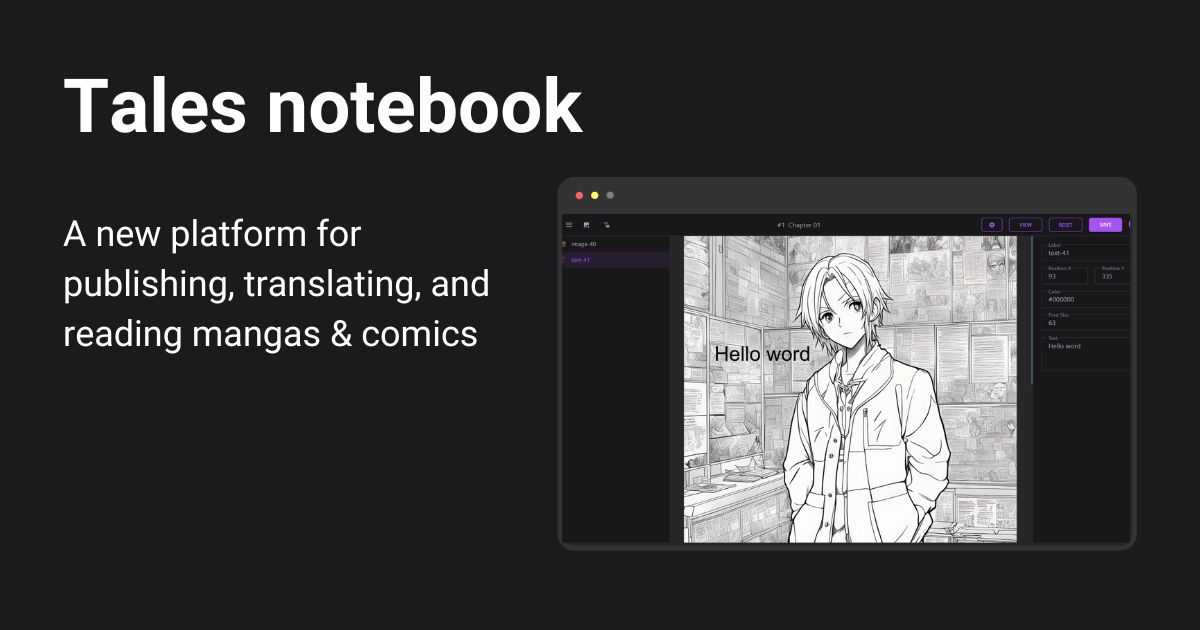 Tales notebook
A new platform for
publishing, translating, and
reading mangas & comics
#1 Chapter 01
VIEW
RESET
SAVE
image-40
text-41
Label
text-41
Position X
93
Position Y
335
Color
#000000
Font Size
63
Text
Hello word
Hello word